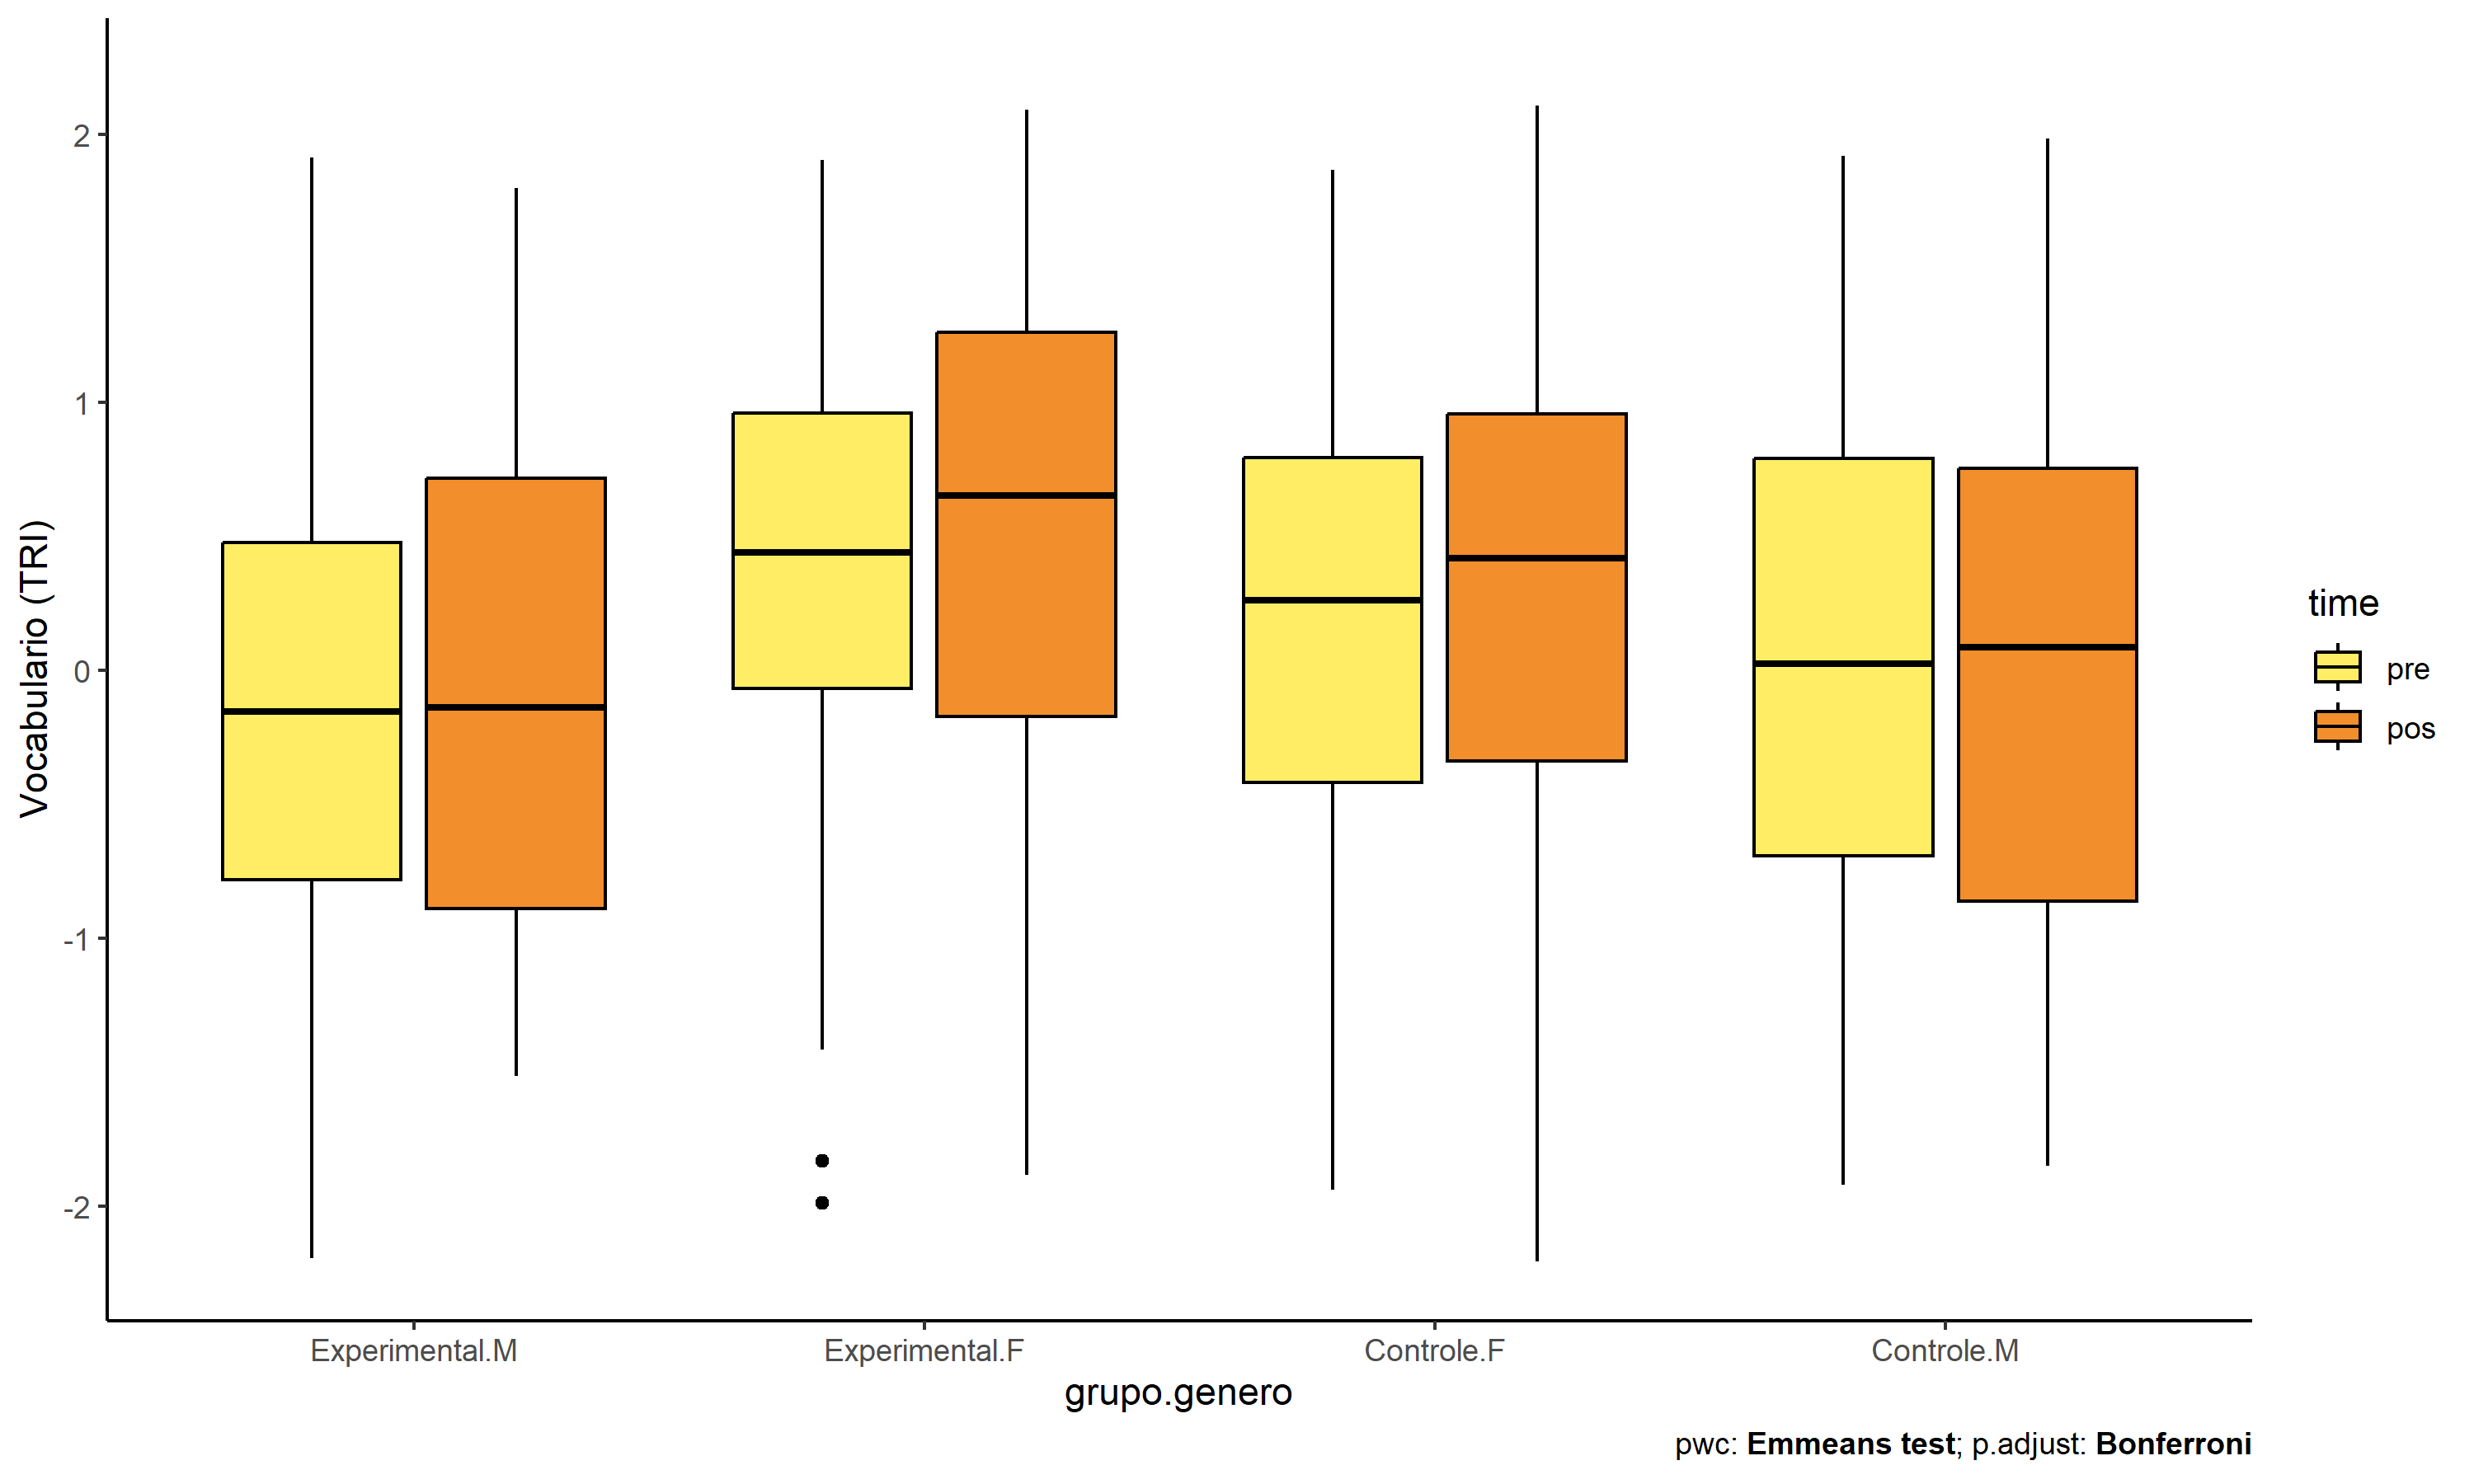 Vocabulario (TRI)
2
1
0
-1
-2
Experimental.M
Experimental.F
Controle.F
Controle.M
grupo.genero
time
pre
pos
pwc: Emmeans test; p.adjust: Bonferroni